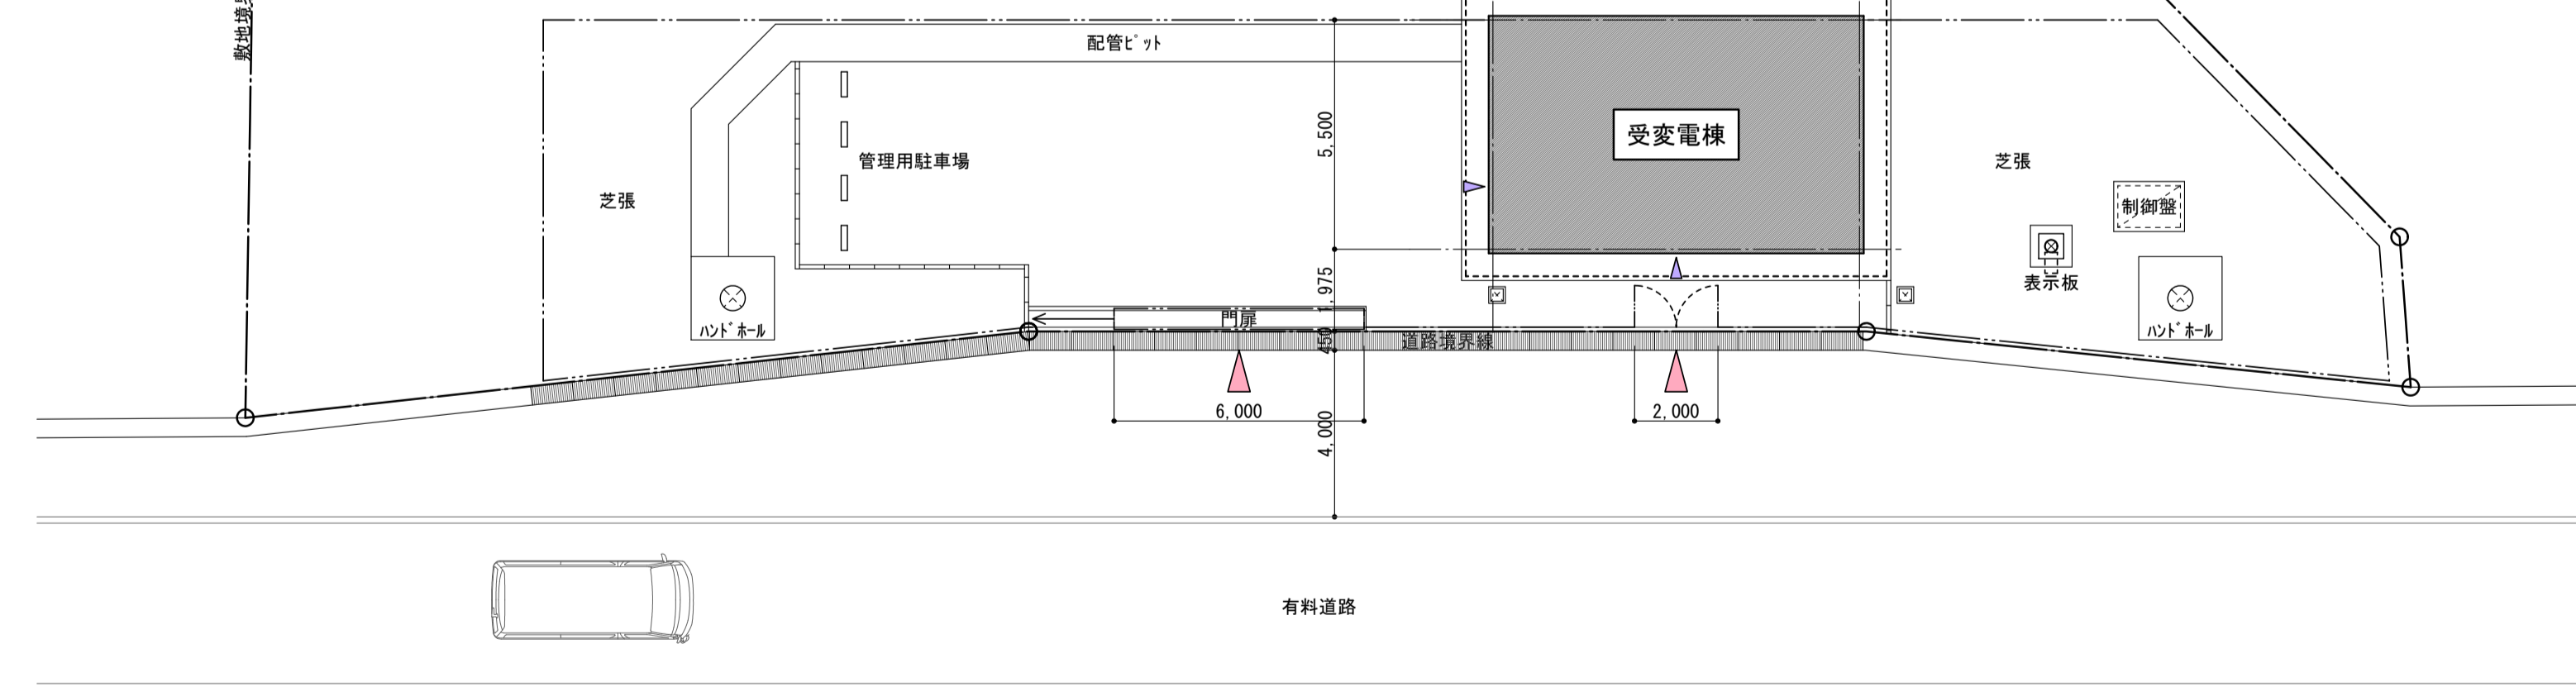 敷地境界
配管ﾋﾟｯﾄ
受変電棟
5,500
管理用駐車場
芝張
芝張
制御盤
表示板
1,975
門扉
ﾊﾝﾄﾞﾎｰﾙ
ﾊﾝﾄﾞﾎｰﾙ
450
道路境界線
6,000
2,000
4,000
有料道路